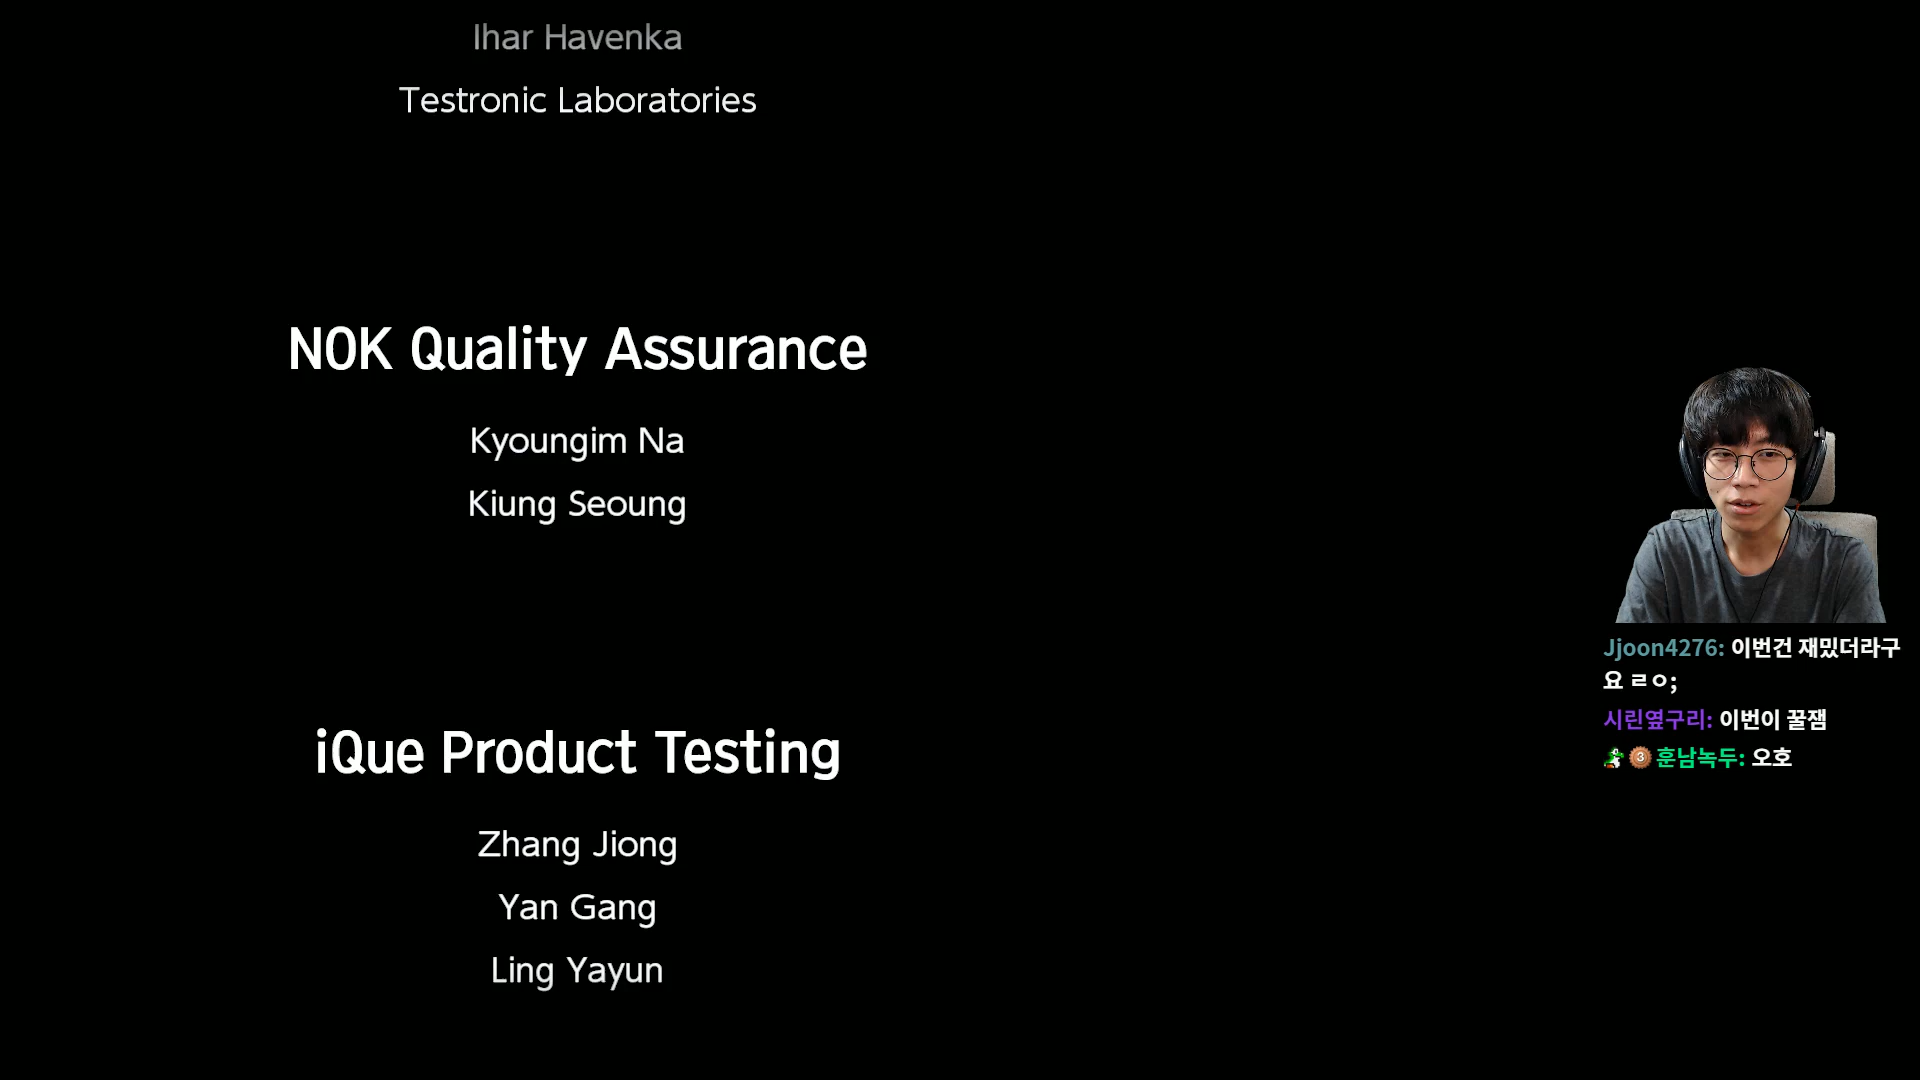 Ihar Havenka
Testronic Laboratories
NOK Quality Assurance
Kyoungim Na
Kiung Seoung
iQue Product Testing
Zhang Jiong
Yan Gang
Ling Yayun
Jjoon4276: 이번건 재밌더라구
요 ㄹㅇ;
시린옆구리: 이번이 꿀잼
3 훈남녹두: 오호